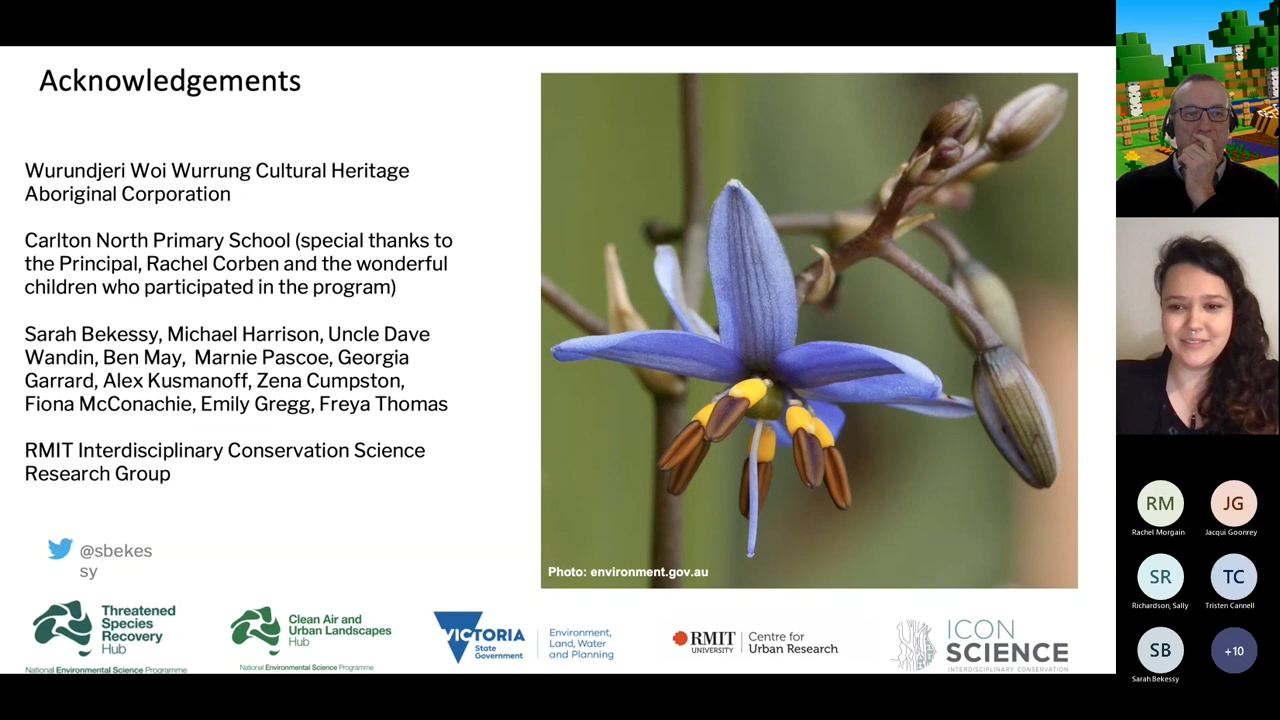 Acknowledgements
Wurundjeri Woi Wurrung Cultural Heritage
Aboriginal Corporation
Carlton North Primary School (special thanks to
the Principal, Rachel Corben and the wonderful
children who participated in the program)
Sarah Bekessy, Michael Harrison, Uncle Dave
Wandin, Ben May, Marnie Pascoe, Georgia
Garrard, Alex Kusmanoff, Zena Cumpston,
Fiona McConachie, Emily Gregg, Freya Thomas
RMIT Interdisciplinary Conservation Science
Research Group
@sbekes
sy
Photo: environment.gov.au
Threatened
Species
Recovery
Hub
National Environmental Science Programme
Clean Air and
Urban Landscapes
Hub
National Environmental Science Programme
VICTORIA
State
Government
Environment,
Land, Water
and Planning
RMIT
UNIVERSITY
Centre for
Urban Research
ICON
SCIENCE
INTERDISCIPLINARY CONSERVATION
RM
JG
Rachel Morgain
Jacqui Goonrey
SR
TC
Richardson, Sally
Tristen Cannell
SB
+10
Sarah Bekessy